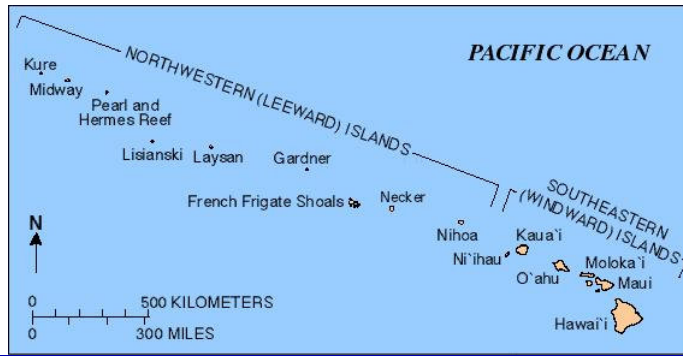 PACIFIC OCEAN
NORTHWESTERN (LEEWARD) ISLANDS
Kure
Midway
Pearl and
Hermes Reef
Lisianski
Laysan
Gardner
SOUTHEASTERN
(WINDWARD) ISLANDS
French Frigate Shoals
Necker
Nihoa
Kaua`i
Ni`ihau
O`ahu
Moloka`i
Maui
Hawai`i
N
0 500 KILOMETERS
0 300 MILES